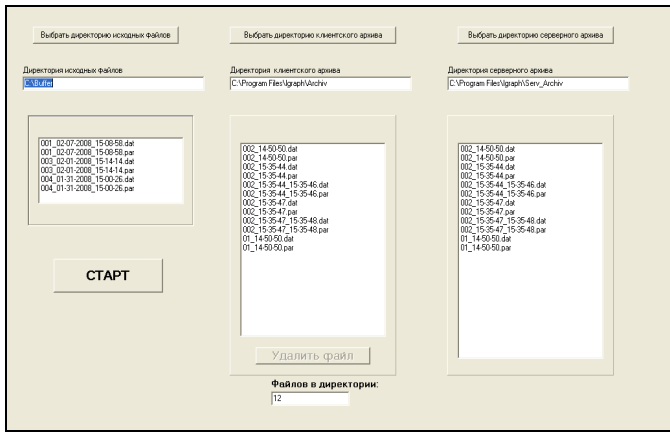 Выбрать директорию исходных файлов
Выбрать директорию клиентского архива
Выбрать директорию серверного архива
Директория исходных файлов
Директория клиентского архива
Директория серверного архива
C:\Buffer
C:\Program Files\Igraph\Archiv
C:\Program Files\Igraph\Serv_Archiv
001_02-07-2008_15-08-58.dat
001_02-07-2008_15-08-58.par
003_02-01-2008_15-14-14.dat
003_02-01-2008_15-14-14.par
004_01-31-2008_15-00-26.dat
004_01-31-2008_15-00-26.par
СТАРТ
002_14-50-50.dat
002_14-50-50.par
002_15-35-44.dat
002_15-35-44.par
002_15-35-44_15-35-46.dat
002_15-35-44_15-35-46.par
002_15-35-47.dat
002_15-35-47.par
002_15-35-47_15-35-48.dat
002_15-35-47_15-35-48.par
01_14-50-50.dat
01_14-50-50.par
Удалить файл
Файлов в директории:
12
002_14-50-50.dat
002_14-50-50.par
002_15-35-44.dat
002_15-35-44.par
002_15-35-44_15-35-46.dat
002_15-35-44_15-35-46.par
002_15-35-47.dat
002_15-35-47.par
002_15-35-47_15-35-48.dat
002_15-35-47_15-35-48.par
01_14-50-50.dat
01_14-50-50.par